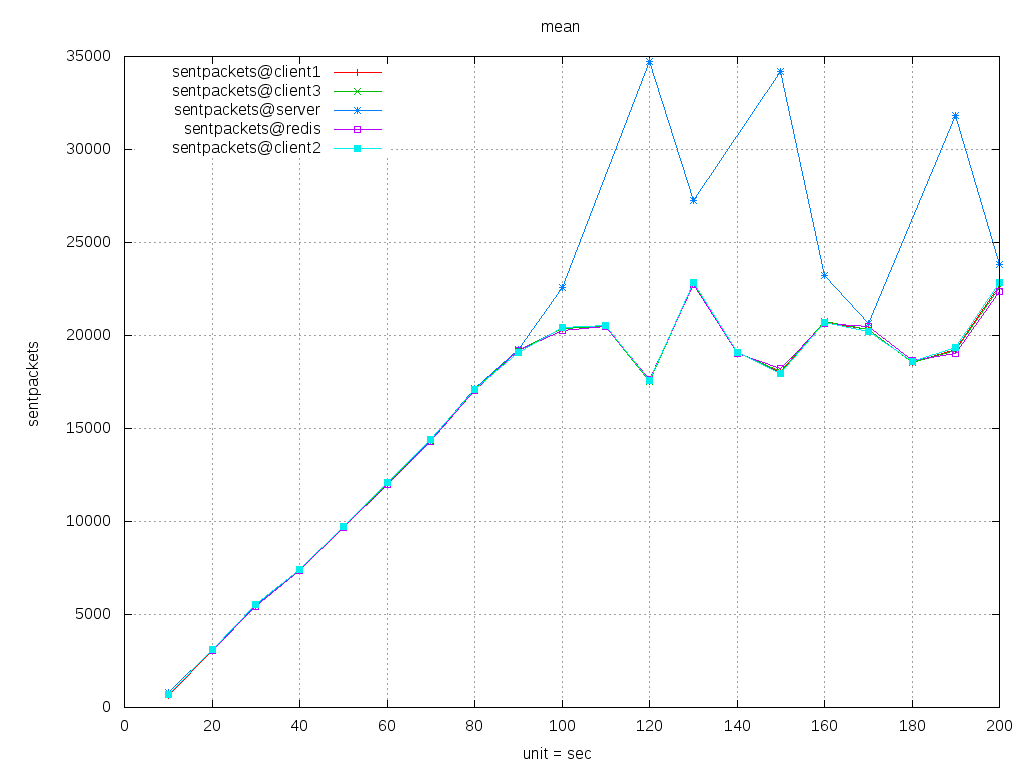 mean
35000
30000
25000
20000
15000
10000
5000
0
sentpackets
sentpackets@client1
sentpackets@client3
sentpackets@server
sentpackets@redis
sentpackets@client2
0 20 40 60 80 100 120 140 160 180 200
unit = sec